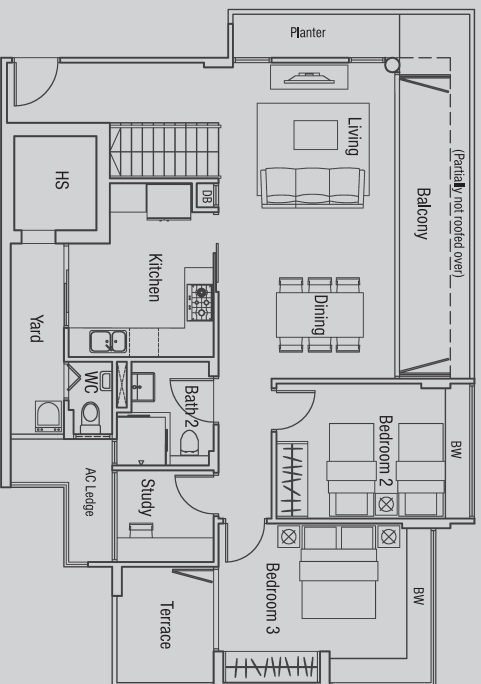 Planter
Living
(Partially not roofed over)
Balcony
HS
DB
Kitchen
Dining
Yard
WC
Bath 2
Bedroom 2
BW
AC Ledge
Study
Bedroom 3
BW
Terrace